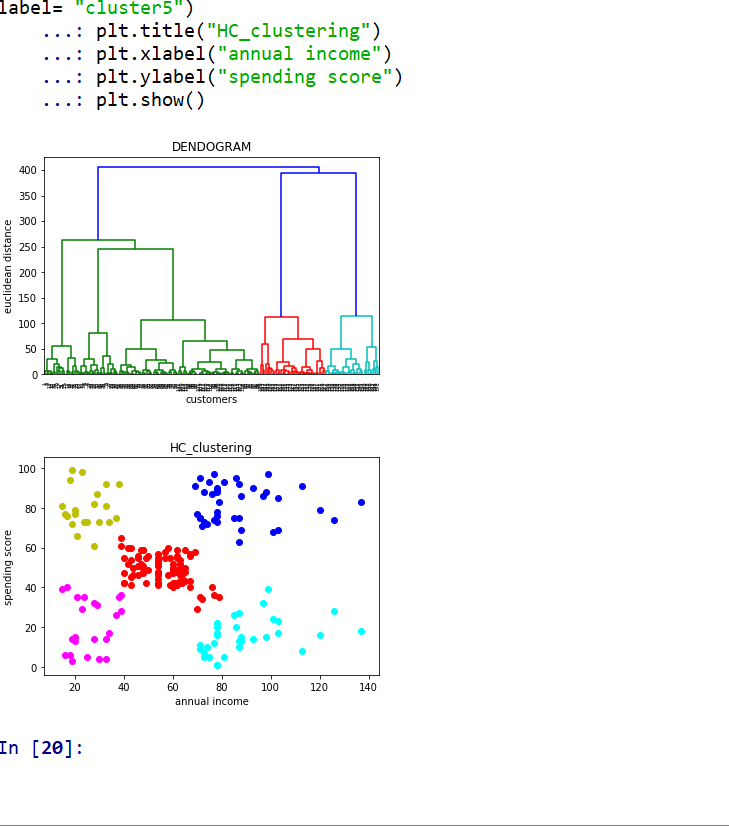 label= "cluster5")
...: plt.title("HC_clustering")
...: plt.xlabel("annual income")
...: plt.ylabel("spending score")
...: plt.show()
DENDOGRAM
400
350
300
250
200
150
100
50
0
euclidean distance
customers
HC_clustering
100
80
60
40
20
0
spending score
20 40 60 80 100 120 140
annual income
In [20]: